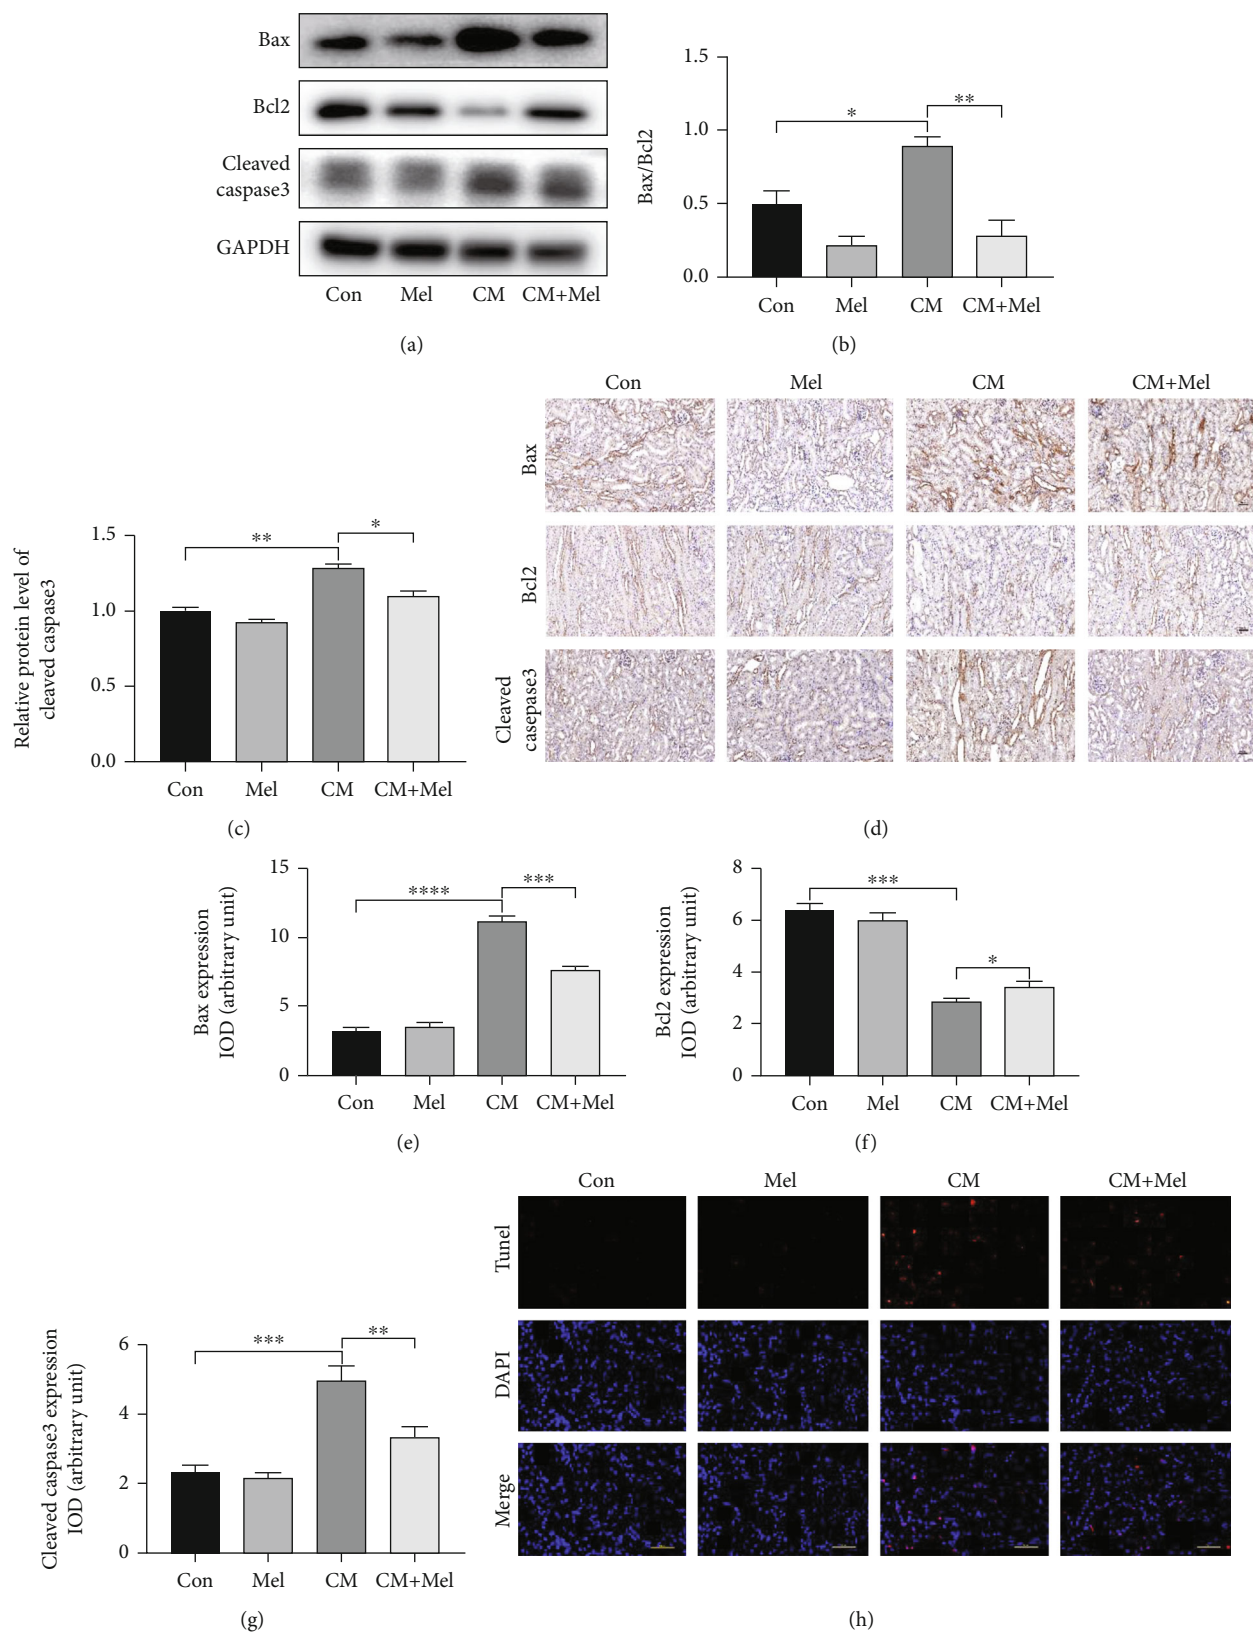 Bax
Bcl2
Cleaved
caspase3
GAPDH
Con Mel CM CM+Mel
(a)
Bax/Bcl2
1.5
1.0
0.5
0.0
* **
Con Mel CM CM+Mel
(b)
Relative protein level of
cleaved caspase3
1.5
1.0
0.5
0.0
** *
Con Mel CM CM+Mel
(c)
Con Mel CM CM+Mel
Bax
Bcl2
Cleaved
casepase3
(d)
Bax expression
IOD (arbitrary unit)
15
10
5
0
**** ***
Con Mel CM CM+Mel
(e)
Bcl2 expression
IOD (arbitrary unit)
8
6
4
2
0
*** *
Con Mel CM CM+Mel
(f)
Cleaved caspase3 expression
IOD (arbitrary unit)
6
4
2
0
*** **
Con Mel CM CM+Mel
(g)
Con Mel CM CM+Mel
Tunel
DAPI
Merge
(h)